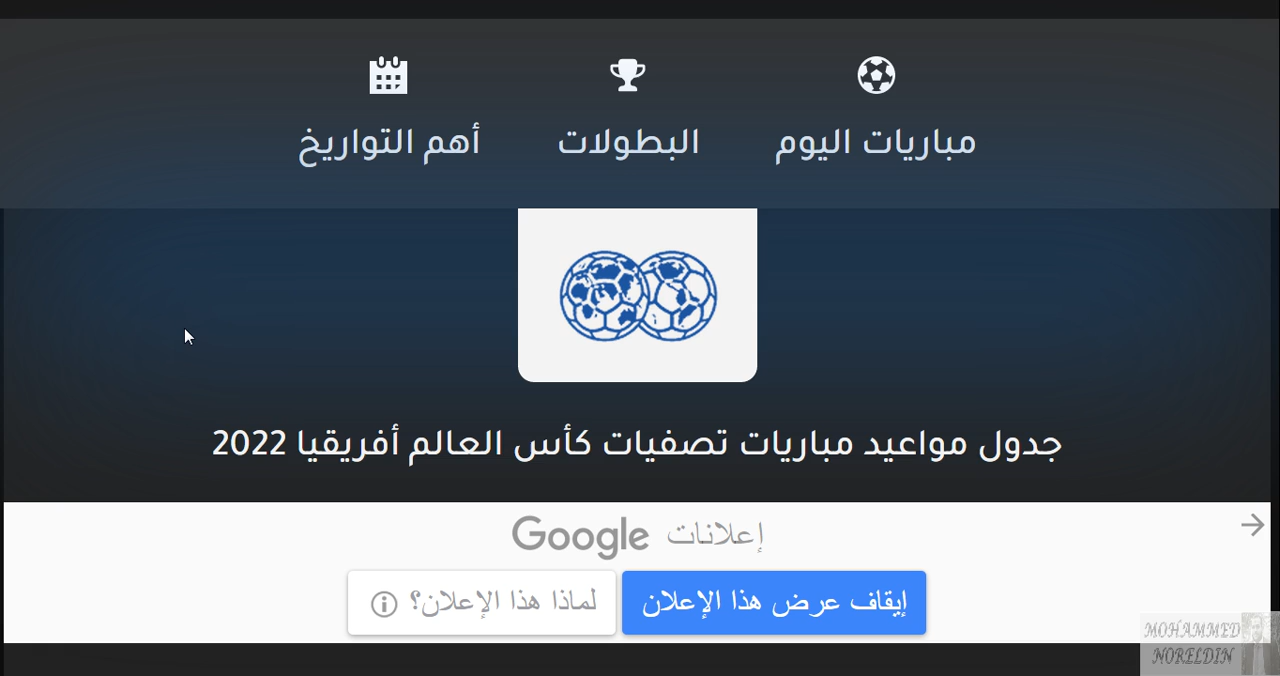 مباريات اليوم
البطولات
أهم التواريخ
جدول مواعيد مباريات تصفيات كأس العالم أفريقيا 2022
إعلانات Google
إيقاف عرض هذا الإعلان
لماذا هذا الإعلان؟
MOHAMMED
NORELDIN